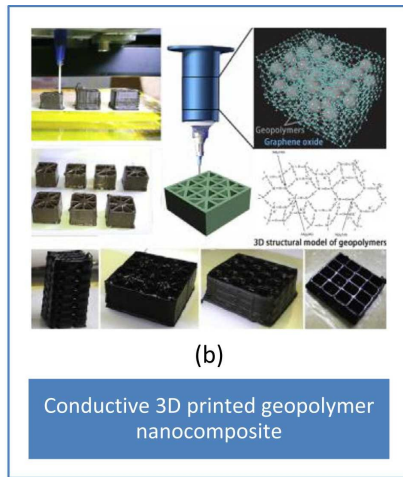 Geopolymers
Graphene oxide
3D structural model of geopolymers
(b)
Conductive 3D printed geopolymer
nanocomposite